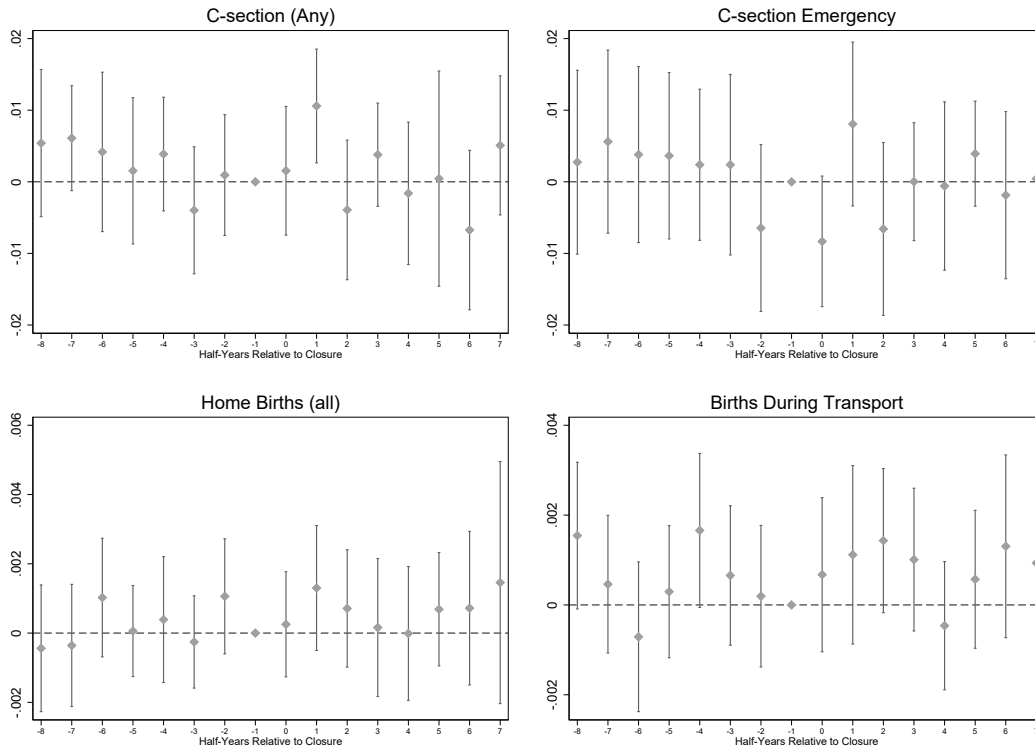 C-section (Any)
.02
.01
0
-.01
-.02
-8 -7 -6 -5 -4 -3 -2 -1 0 1 2 3 4 5 6 7
Half-Years Relative to Closure
C-section Emergency
.02
.01
0
-.01
-.02
-8 -7 -6 -5 -4 -3 -2 -1 0 1 2 3 4 5 6
Half-Years Relative to Closure
Home Births (all)
.006
.004
.002
0
-.002
-8 -7 -6 -5 -4 -3 -2 -1 0 1 2 3 4 5 6 7
Half-Years Relative to Closure
Births During Transport
.004
.002
0
-.002
-8 -7 -6 -5 -4 -3 -2 -1 0 1 2 3 4 5 6
Half-Years Relative to Closure